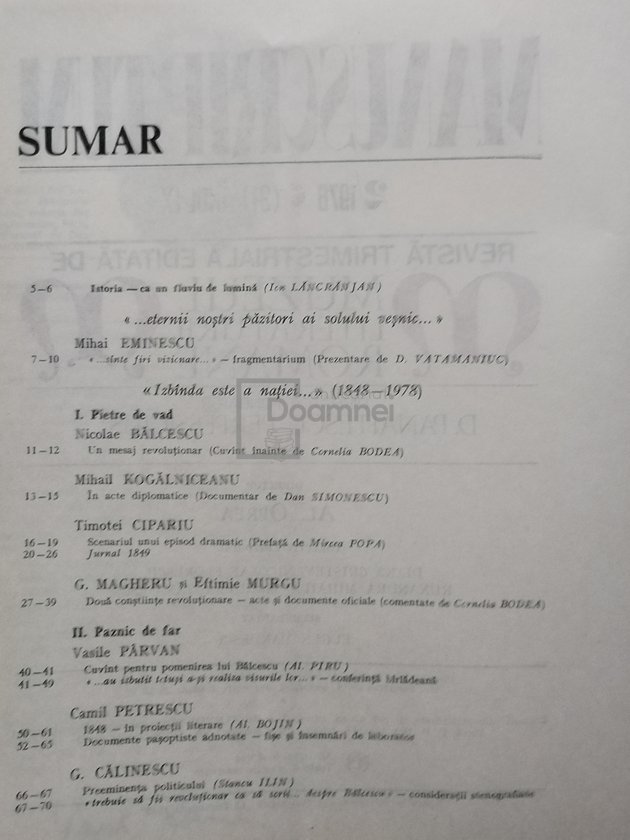 SUMAR
5—6 Istoria — ca un fluviu de lumină (Ion LĂNCRĂNJAN)
« ...eternii noștri păzitori ai solului veșnic... »
Mihai EMINESCU
7—10 « ...sînte firi vizionare... » — fragmentarium (Prezentare de D. VATAMANIUC)
«Izbînda este a nației...» (1848—1978)
Doamnei
I. Pietre de vad
Nicolae BĂLCESCU
11—12 Un mesaj revoluționar (Cuvînt înainte de Cornelia BODEA)
Mihail KOGĂLNICEANU
13—15 În acte diplomatice (Documentar de Dan SIMONESCU)
Timotei CIPARIU
16—19 Scenariul unui episod dramatic (Prefață de Mircea POPA)
20—26 Jurnal 1849
G. MAGHERU și Eftimie MURGU
27—39 Două conștiințe revoluționare — acte și documente oficiale (comentate de Cornelia BODEA)
II. Paznic de far
Vasile PÂRVAN
40—41 Cuvînt pentru pomenirea lui Bălcescu (Al. PIRU)
41—49 « ...au izbutit totuși a-și realiza visurile lor... » — conferință bîrlădeană
Camil PETRESCU
50—61 1848 — în proiecții literare (Al. BOJIN)
52—65 Documente pașoptiste adnotate — fișe și însemnări de laborator
G. CĂLINESCU
66—67 Preeminența politicului (Stancu ILIN)
67—70 «trebuie să fii revoluționar ca să scrii... despre Bălcescu» — considerații stenografiate